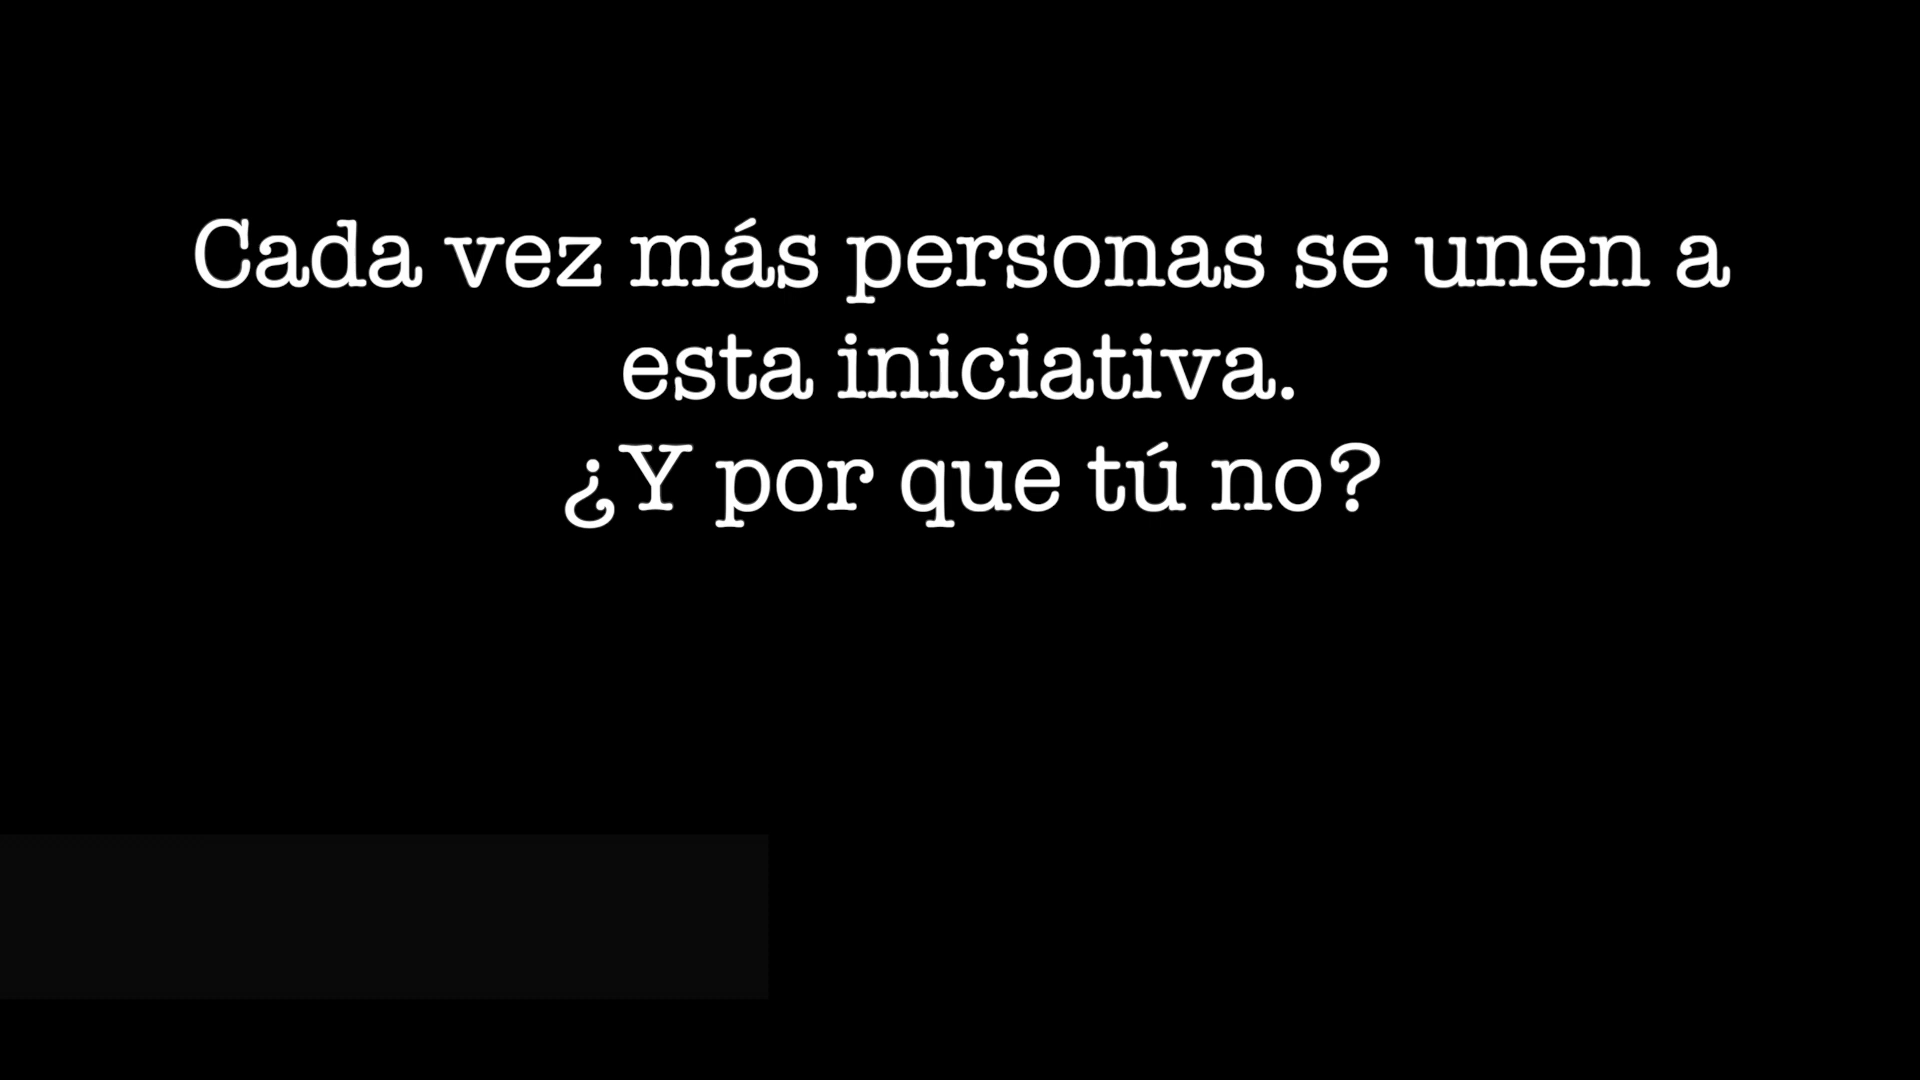 Cada vez más personas se unen a
esta iniciativa.
¿Y por que tú no?